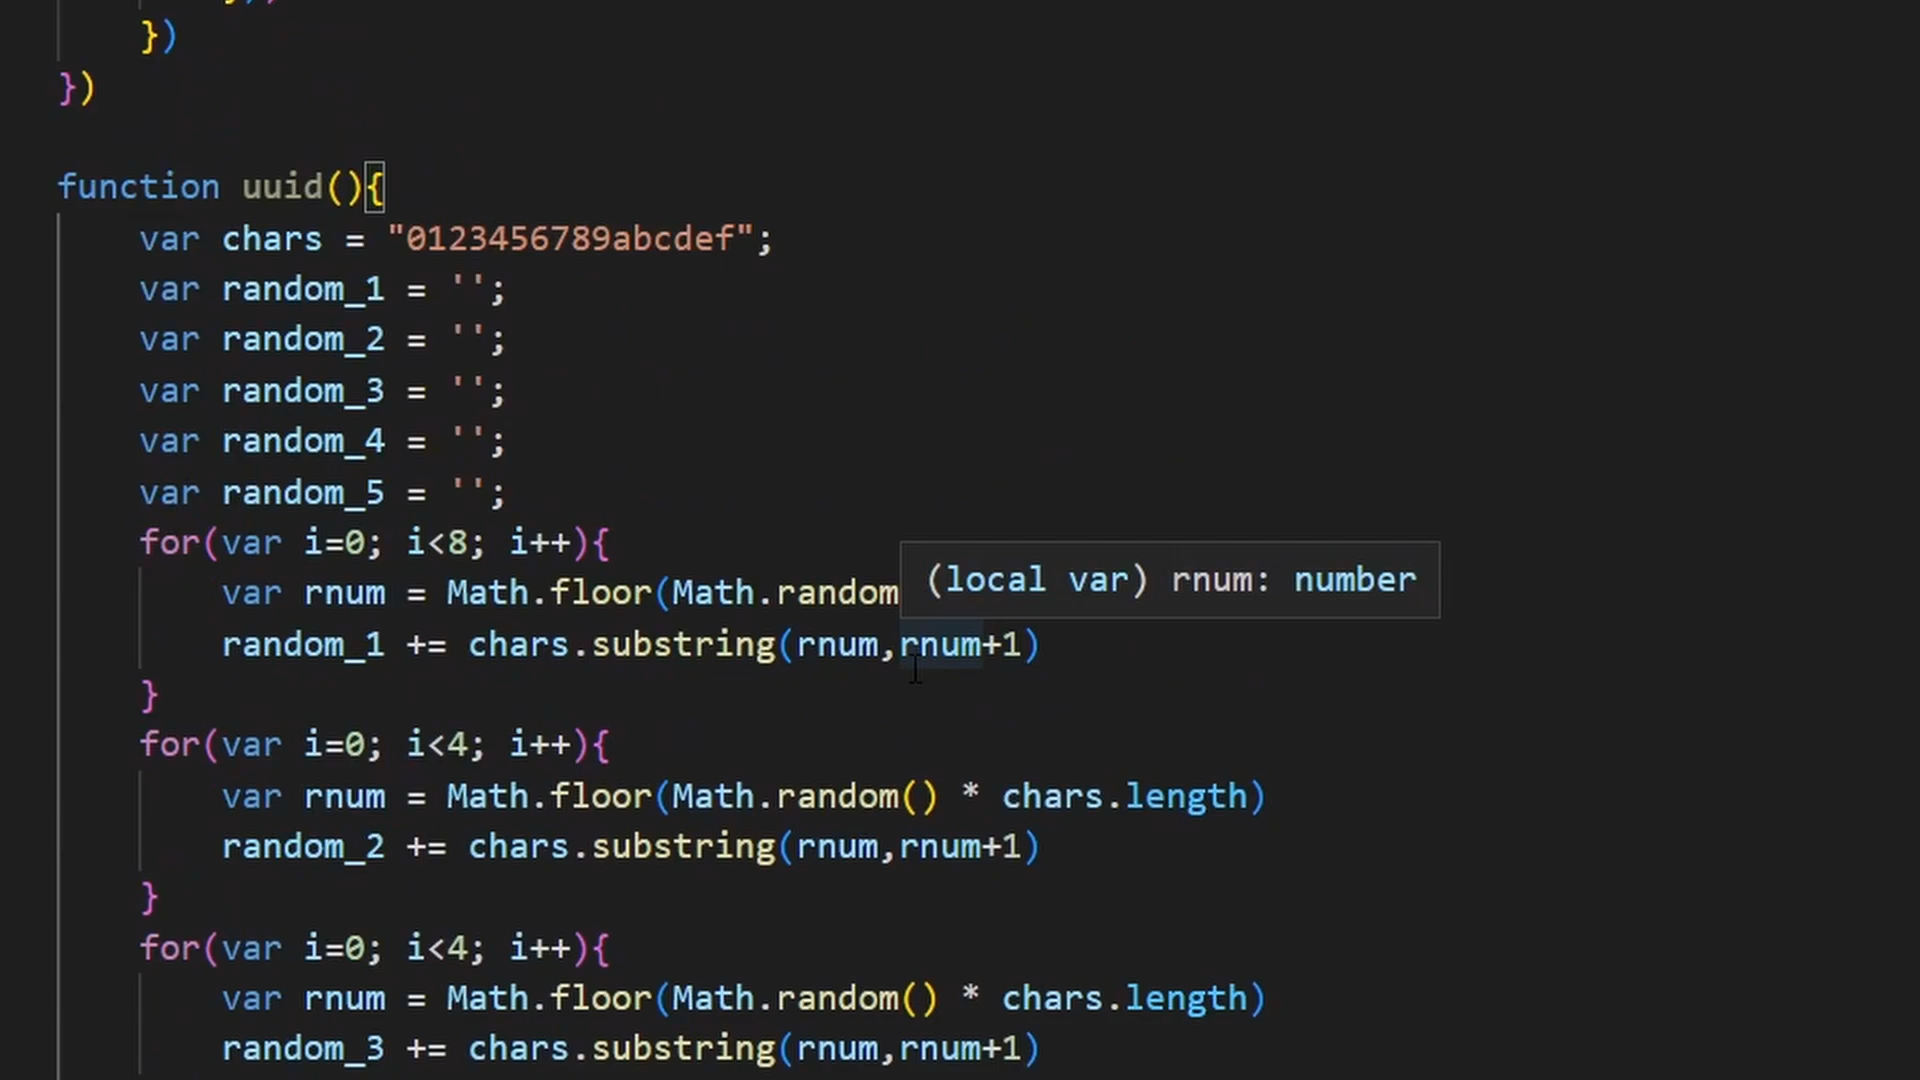 })
})
function uuid(){
var chars = "0123456789abcdef";
var random_1 = '';
var random_2 = '';
var random_3 = '';
var random_4 = '';
var random_5 = '';
for(var i=0; i<8; i++){
var rnum = Math.floor(Math.random
(local var) rnum: number
random_1 += chars.substring(rnum,rnum+1)
}
for(var i=0; i<4; i++){
var rnum = Math.floor(Math.random() * chars.length)
random_2 += chars.substring(rnum,rnum+1)
}
for(var i=0; i<4; i++){
var rnum = Math.floor(Math.random() * chars.length)
random_3 += chars.substring(rnum,rnum+1)